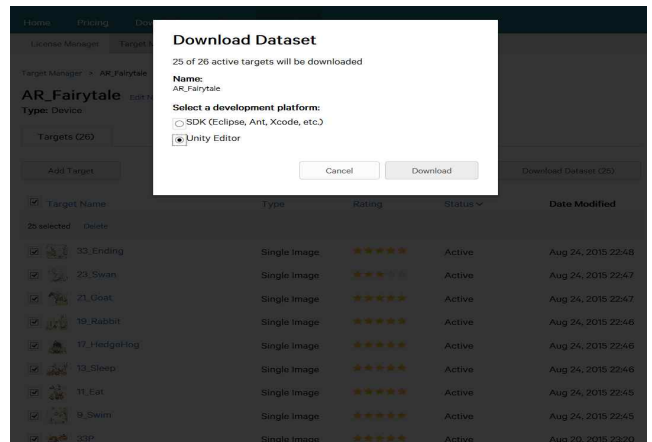 Home Pricing Dow
License Manager Target M
Download Dataset
25 of 26 active targets will be downloaded
Name:
AR_Fairytale
Select a development platform:
SDK (Eclipse, Ant, Xcode, etc.)
Unity Editor
Cancel Download
Target Manager > AR_Fairytale
AR_Fairytale Edit N
Type: Device
Targets (26)
Add Target Download Dataset (25)
Target Name Type Rating Status Date Modified
26 selected Delete
33_Ending Single Image Active Aug 24, 2015 22:48
23_Swan Single Image Active Aug 24, 2015 22:47
21_Goat Single Image Active Aug 24, 2015 22:47
19_Rabbit Single Image Active Aug 24, 2015 22:46
17_HedgeHog Single Image Active Aug 24, 2015 22:46
13_Sleep Single Image Active Aug 24, 2015 22:46
11_Eat Single Image Active Aug 24, 2015 22:45
9_Swim Single Image Active Aug 24, 2015 22:45
Single Image Active Aug 20, 2015 23:20